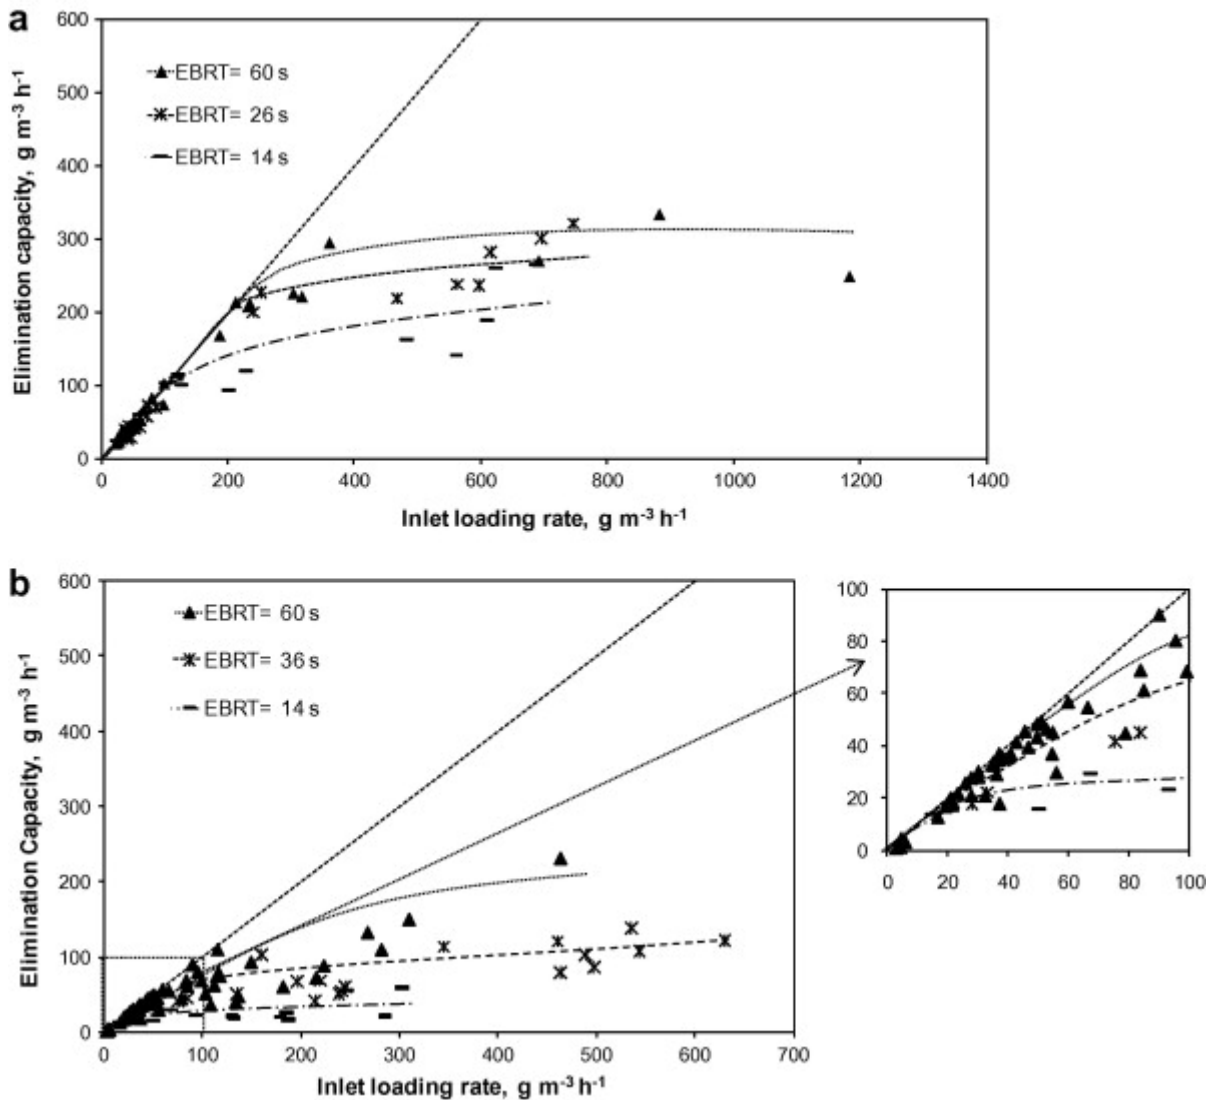 a
600
500
400
300
200
100
0
EBRT= 60 s
EBRT= 26 s
EBRT= 14 s
Elimination capacity, g m⁻³ h⁻¹
0 200 400 600 800 1000 1200 1400
Inlet loading rate, g m⁻³ h⁻¹
b
600
500
400
300
200
100
0
EBRT= 60 s
EBRT= 36 s
EBRT= 14 s
Elimination Capacity, g m⁻³ h⁻¹
0 100 200 300 400 500 600 700
Inlet loading rate, g m⁻³ h⁻¹
100
80
60
40
20
0
0 20 40 60 80 100